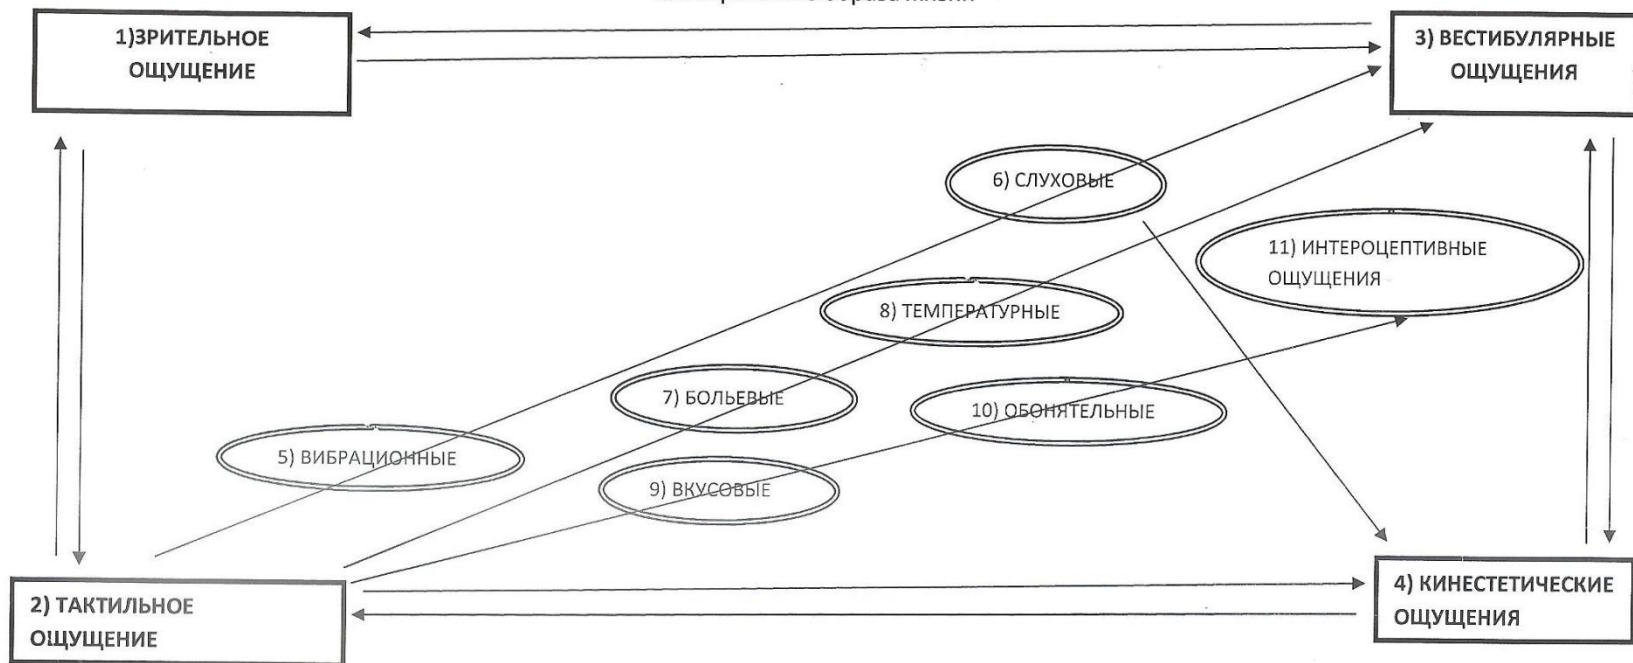 1)ЗРИТЕЛЬНОЕ
ОЩУЩЕНИЕ
3) ВЕСТИБУЛЯРНЫЕ
ОЩУЩЕНИЯ
6) СЛУХОВЫЕ
11) ИНТЕРОЦЕПТИВНЫЕ
ОЩУЩЕНИЯ
8) ТЕМПЕРАТУРНЫЕ
7) БОЛЬЕВЫЕ
10) ОБОНЯТЕЛЬНЫЕ
5) ВИБРАЦИОННЫЕ
9) ВКУСОВЫЕ
2) ТАКТИЛЬНОЕ
ОЩУЩЕНИЕ
4) КИНЕСТЕТИЧЕСКИЕ
ОЩУЩЕНИЯ